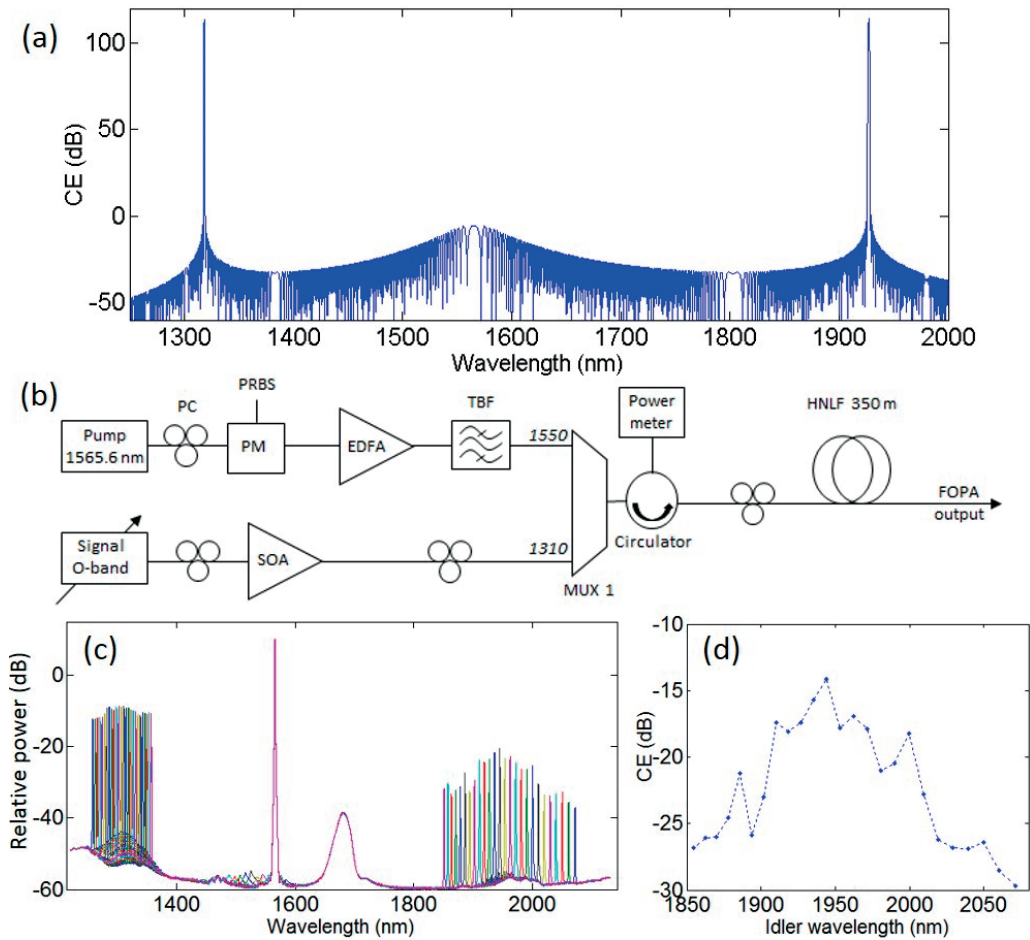 (a)
CE (dB)
100
50
0
-50
1300
1400
1500
1600
1700
1800
1900
2000
Wavelength (nm)
(b)
PRBS
PC
TBF
Power
meter
HNLF 350 m
Pump
1565.6 nm
PM
EDFA
1550
FOPA
output
Signal
O-band
SOA
1310
Circulator
MUX 1
(c)
Relative power (dB)
0
-20
-40
-60
1400
1600
1800
2000
Wavelength (nm)
(d)
CE (dB)
-10
-15
-20
-25
-30
1850
1900
1950
2000
2050
Idler wavelength (nm)